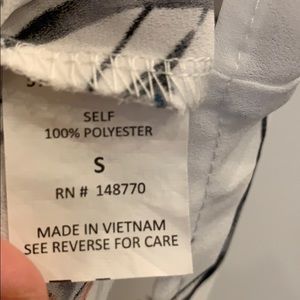 SELF
100% POLYESTER
S
RN # 148770
MADE IN VIETNAM
SEE REVERSE FOR CARE